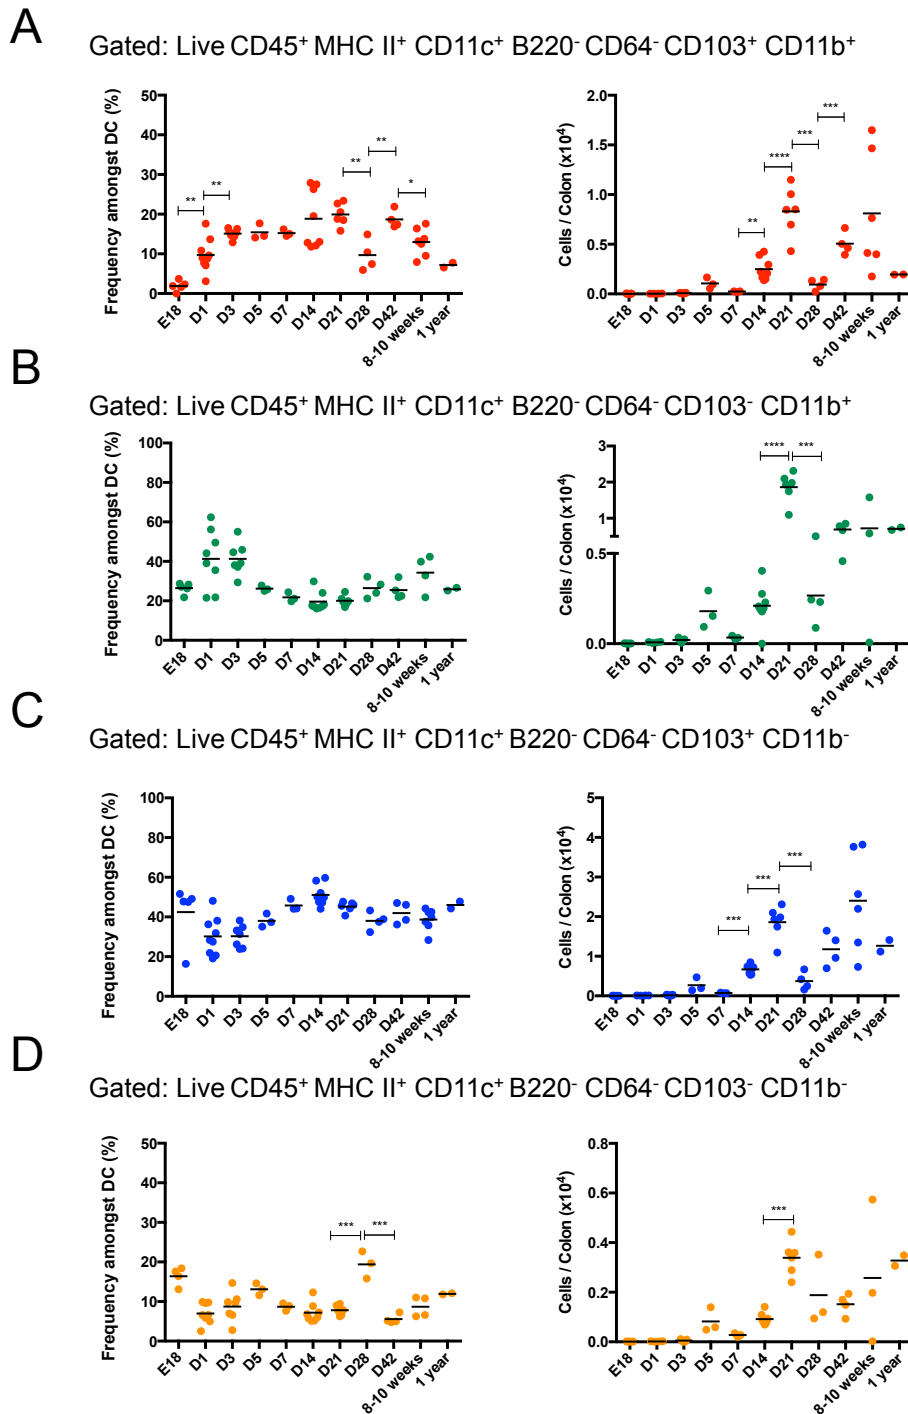 A
Gated: Live CD45+ MHC II+ CD11c+ B220- CD64- CD103+ CD11b+
Frequency amongst DC (%)
50
40
30
20
10
0
** ** ** ** *
E18 D1 D3 D5 D7 D14 D21 D28 D42 8-10 weeks 1 year
Cells / Colon (x10⁴)
2.0
1.5
1.0
0.5
0.0
** **** *** ***
E18 D1 D3 D5 D7 D14 D21 D28 D42 8-10 weeks 1 year
B
Gated: Live CD45+ MHC II+ CD11c+ B220- CD64- CD103- CD11b+
Frequency amongst DC (%)
100
80
60
40
20
0
E18 D1 D3 D5 D7 D14 D21 D28 D42 8-10 weeks 1 year
Cells / Colon (x10⁴)
3
2
1
0.5
0.0
**** ***
E18 D1 D3 D5 D7 D14 D21 D28 D42 8-10 weeks 1 year
C
Gated: Live CD45+ MHC II+ CD11c+ B220- CD64- CD103+ CD11b-
Frequency amongst DC (%)
100
80
60
40
20
0
E18 D1 D3 D5 D7 D14 D21 D28 D42 8-10 weeks 1 year
Cells / Colon (x10⁴)
5
4
3
2
1
0
*** *** ***
E18 D1 D3 D5 D7 D14 D21 D28 D42 8-10 weeks 1 year
D
Gated: Live CD45+ MHC II+ CD11c+ B220- CD64- CD103- CD11b-
Frequency amongst DC (%)
50
40
30
20
10
0
*** ***
E18 D1 D3 D5 D7 D14 D21 D28 D42 8-10 weeks 1 year
Cells / Colon (x10⁴)
0.8
0.6
0.4
0.2
0.0
***
E18 D1 D3 D5 D7 D14 D21 D28 D42 8-10 weeks 1 year